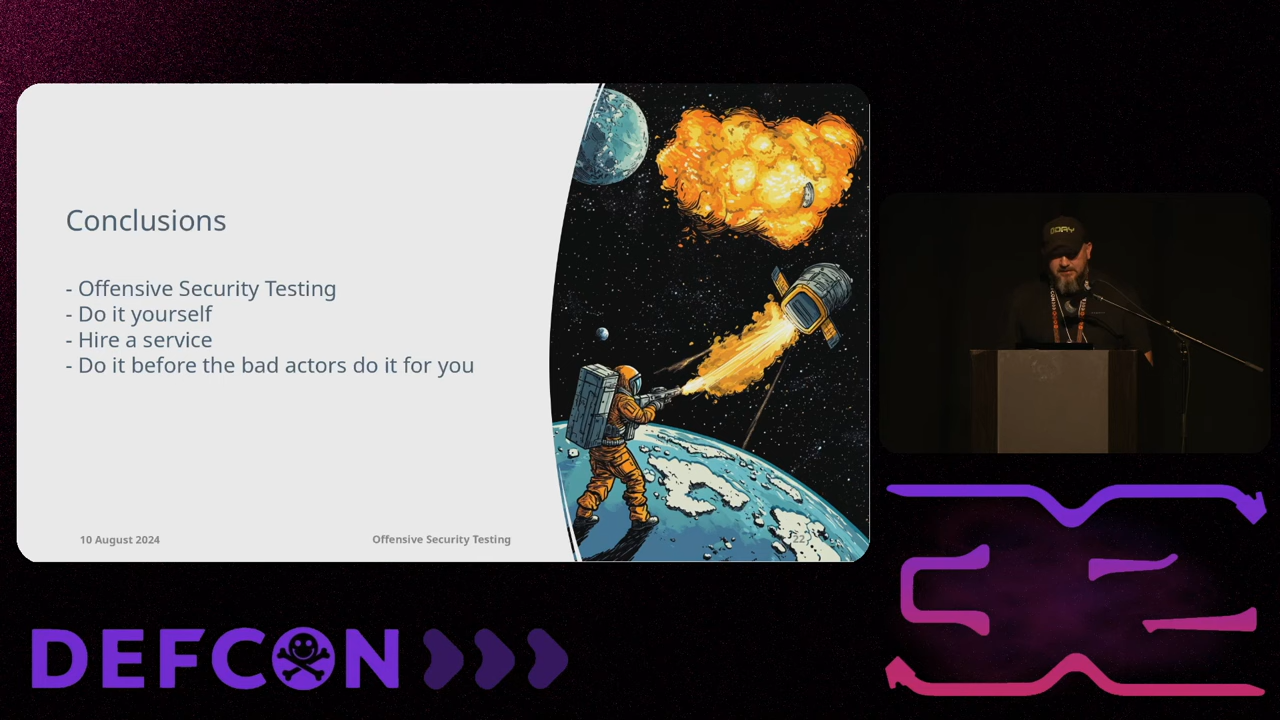 Conclusions
- Offensive Security Testing
- Do it yourself
- Hire a service
- Do it before the bad actors do it for you
10 August 2024
Offensive Security Testing
22
DEFCON